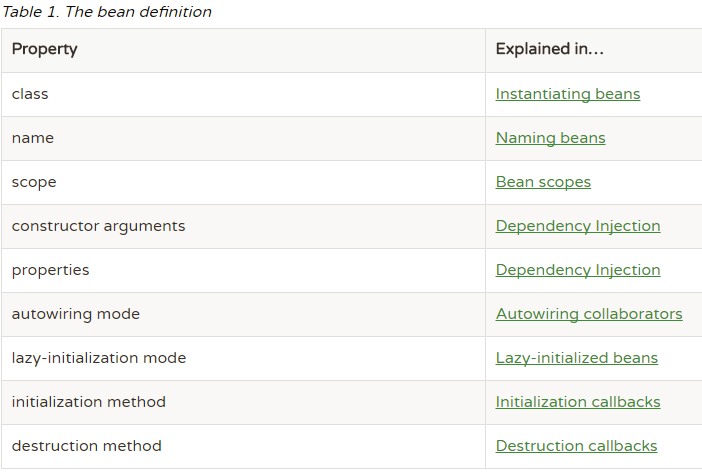 Table 1. The bean definition
Property Explained in…
class Instantiating beans
name Naming beans
scope Bean scopes
constructor arguments Dependency Injection
properties Dependency Injection
autowiring mode Autowiring collaborators
lazy-initialization mode Lazy-initialized beans
initialization method Initialization callbacks
destruction method Destruction callbacks